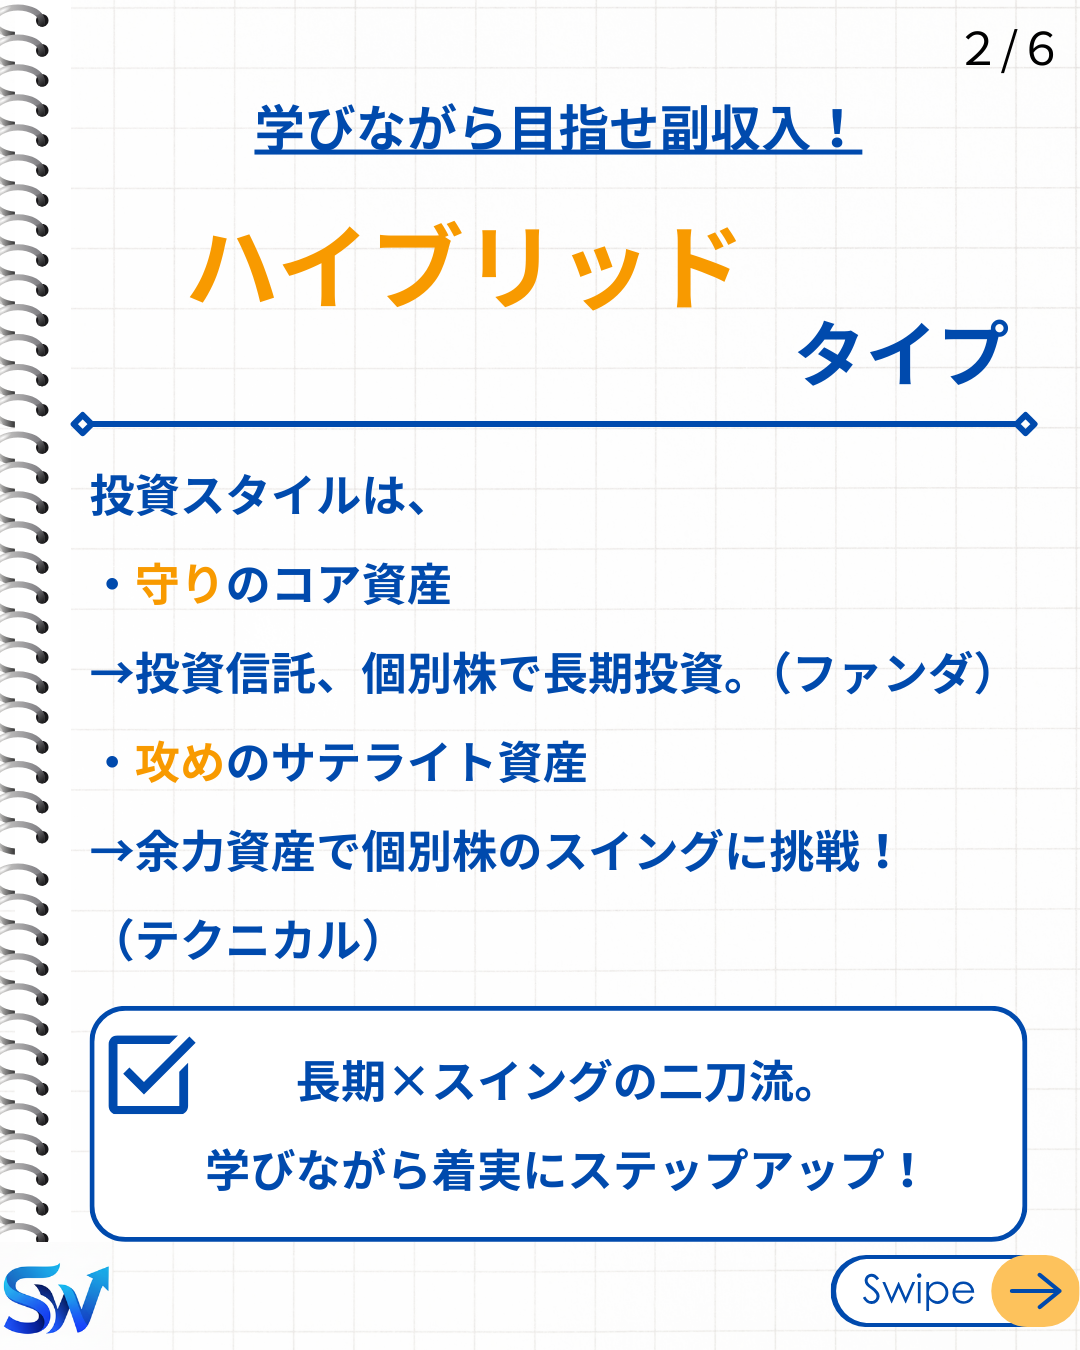 2/6
学びながら目指せ副収入！
ハイブリッド
タイプ
投資スタイルは、
・守りのコア資産
→投資信託、個別株で長期投資。（ファンダ）
・攻めのサテライト資産
→余力資産で個別株のスイングに挑戦！
（テクニカル）
長期×スイングの二刀流。
学びながら着実にステップアップ！
SW
Swipe